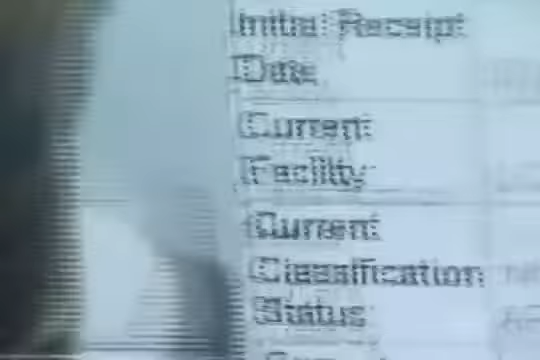 Initial Receipt
Date
Current
Facility
Current
Classification
Status